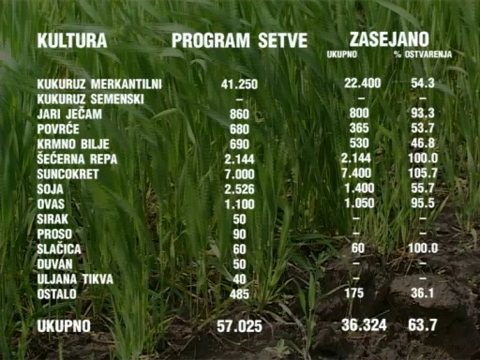 KULTURA PROGRAM SETVE ZASEJANO
UKUPNO % OSTVARENJA
KUKURUZ MERKANTILNI 41.250 22.400 54.3
KUKURUZ SEMENSKI – – –
JARI JEČAM 860 800 93.3
POVRĆE 680 365 53.7
KRMNO BILJE 690 530 46.8
ŠEĆERNA REPA 2.144 2.144 100.0
SUNCOKRET 7.000 7.400 105.7
SOJA 2.526 1.400 55.7
OVAS 1.100 1.050 95.5
SIRAK 50 – –
PROSO 90 – –
SLAČICA 60 60 100.0
DUVAN 50 – –
ULJANA TIKVA 40 – –
OSTALO 485 175 36.1
UKUPNO 57.025 36.324 63.7